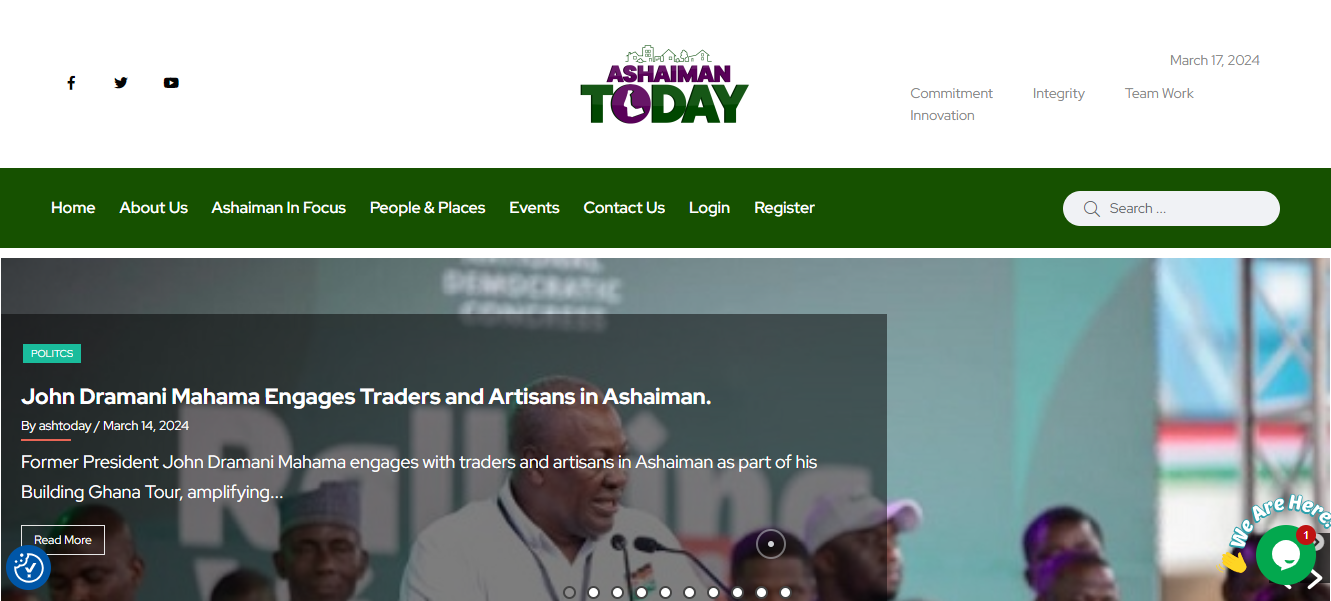 ASHAIMAN
TODAY
March 17, 2024
Commitment Integrity Team Work
Innovation
Home About Us Ashaiman In Focus People & Places Events Contact Us Login Register
Search ...
DEMOCRATIC
CONGRESS
POLITCS
John Dramani Mahama Engages Traders and Artisans in Ashaiman.
By ashtoday / March 14, 2024
Former President John Dramani Mahama engages with traders and artisans in Ashaiman as part of his
Building Ghana Tour, amplifying...
Read More
We Are Here!
1